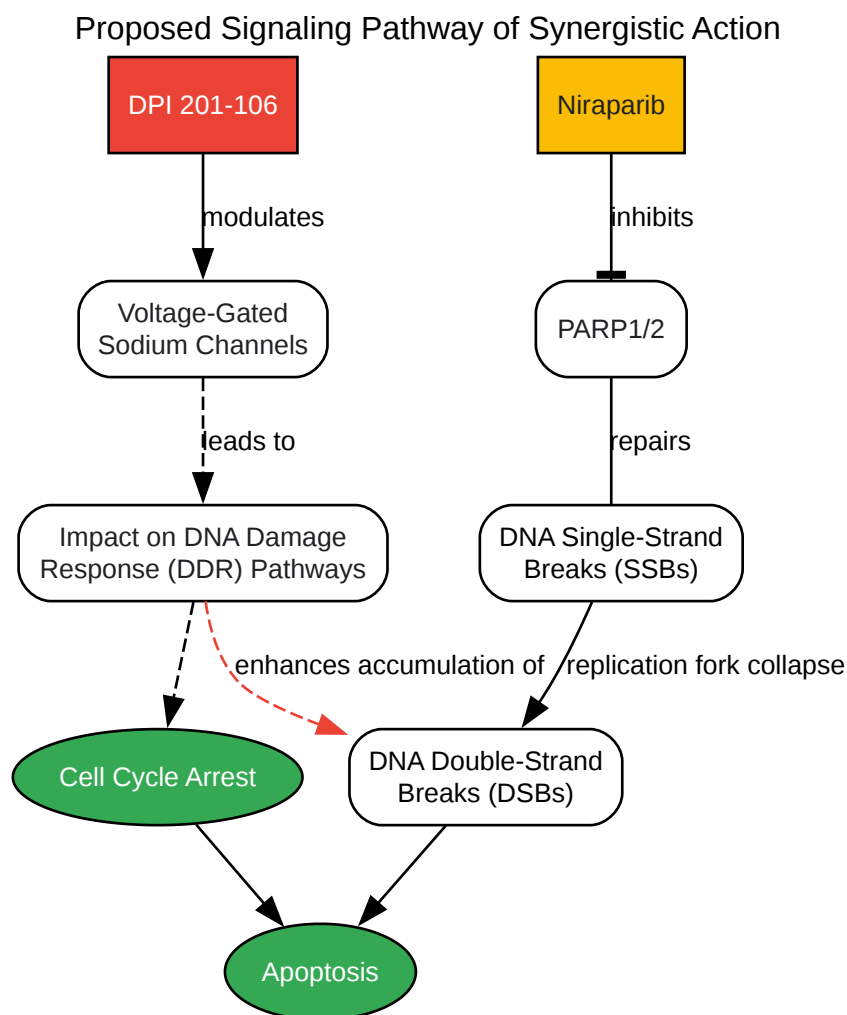 Proposed Signaling Pathway of Synergistic Action
DPI 201-106
Niraparib
modulates
inhibits
Voltage-Gated
Sodium Channels
PARP1/2
leads to
repairs
Impact on DNA Damage
Response (DDR) Pathways
DNA Single-Strand
Breaks (SSBs)
enhances accumulation of
replication fork collapse
Cell Cycle Arrest
DNA Double-Strand
Breaks (DSBs)
Apoptosis